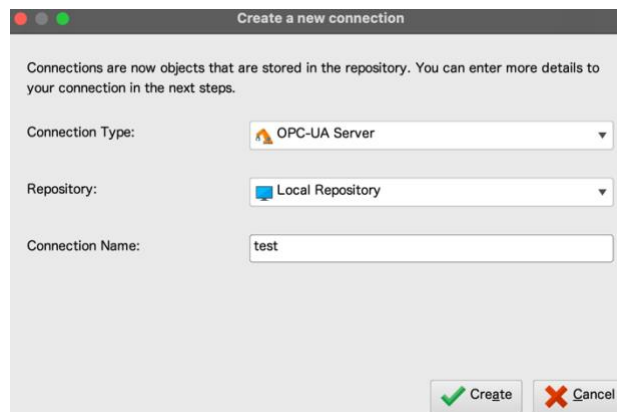 Create a new connection
Connections are now objects that are stored in the repository. You can enter more details to
your connection in the next steps.
Connection Type:
OPC-UA Server
Repository:
Local Repository
Connection Name:
test
Create
Cancel